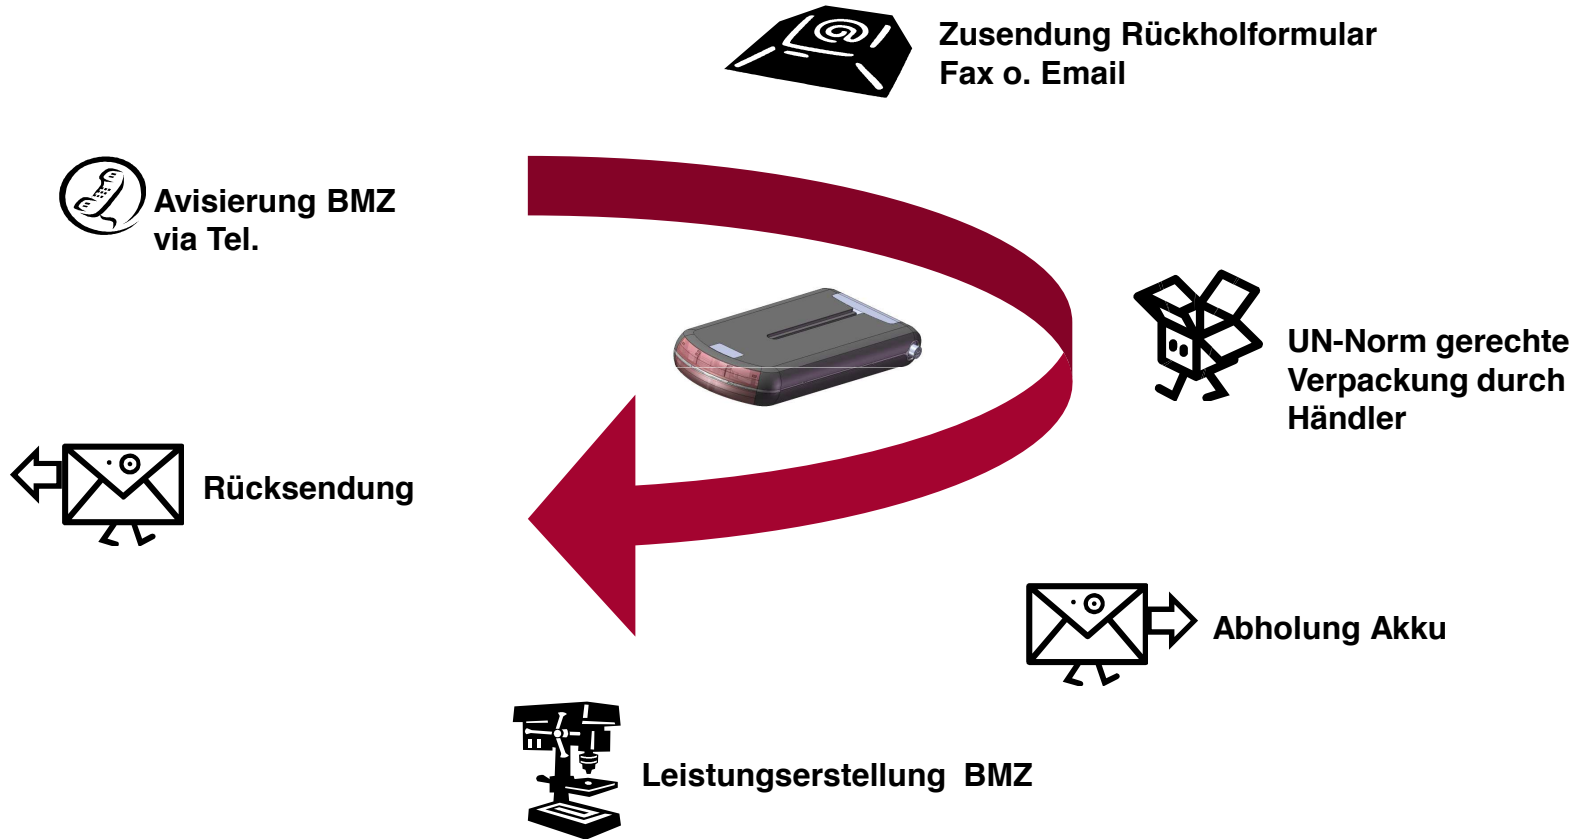 Zusendung Rückholformular
Fax o. Email
Avisierung BMZ
via Tel.
UN-Norm gerechte
Verpackung durch
Händler
Rücksendung
Abholung Akku
Leistungserstellung  BMZ